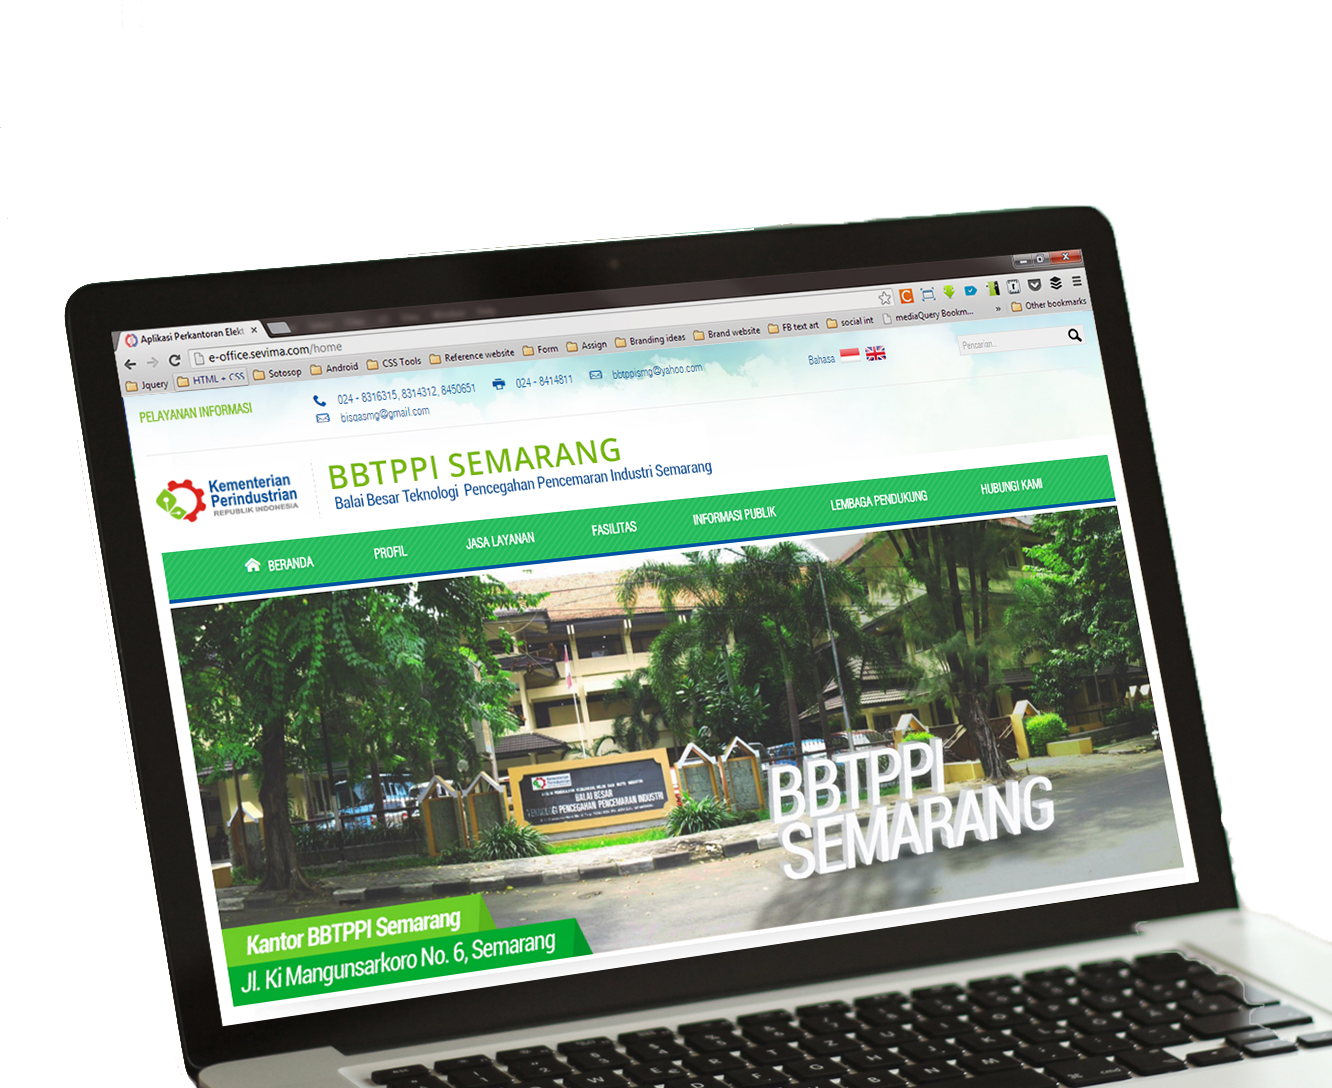 Aplikasi Perkantoran Elekt
e-office.sevima.com/home
Jquery HTML + CSS Sotosop Android CSS Tools Reference website Form Assign Branding ideas Brand website FB text art social int mediaQuery Bookm... » Other bookmarks
PELAYANAN INFORMASI
024 - 8316315, 8314312, 8450651 024 - 8414811 bbtppismg@yahoo.com
bisqasmg@gmail.com
Bahasa
Pencarian..
Kementerian
Perindustrian
REPUBLIK INDONESIA
BBTPPI SEMARANG
Balai Besar Teknologi Pencegahan Pencemaran Industri Semarang
BERANDA PROFIL JASA LAYANAN FASILITAS INFORMASI PUBLIK LEMBAGA PENDUKUNG HUBUNGI KAMI
Kementerian
Perindustrian
BALAI BESAR
TEKNOLOGI PENCEGAHAN PENCEMARAN INDUSTRI
BBTPPI
SEMARANG
Kantor BBTPPI Semarang
Jl. Ki Mangunsarkoro No. 6, Semarang